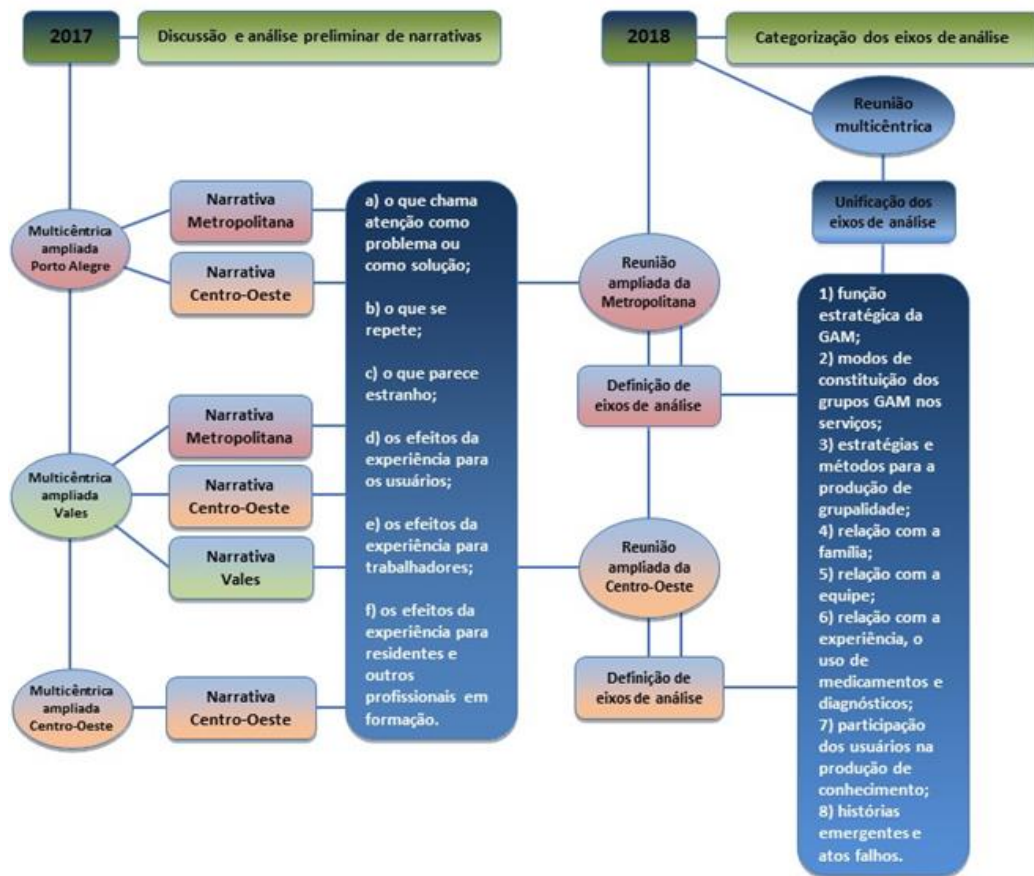 2017
Discussão e análise preliminar de narrativas
Multicêntrica
ampliada
Porto Alegre
Narrativa
Metropolitana
Narrativa
Centro-Oeste
Multicêntrica
ampliada
Vales
Narrativa
Metropolitana
Narrativa
Centro-Oeste
Narrativa
Vales
Multicêntrica
ampliada
Centro-Oeste
Narrativa
Centro-Oeste
a) o que chama
atenção como
problema ou
como solução;
b) o que se
repete;
c) o que parece
estranho;
d) os efeitos da
experiência para
os usuários;
e) os efeitos da
experiência para
trabalhadores;
f) os efeitos da
experiência para
residentes e
outros
profissionais em
formação.
2018
Categorização dos eixos de análise
Reunião
multicêntrica
Unificação dos
eixos de análise
Reunião
ampliada da
Metropolitana
Definição de
eixos de análise
Reunião
ampliada da
Centro-Oeste
Definição de
eixos de análise
1) função
estratégica da
GAM;
2) modos de
constituição dos
grupos GAM nos
serviços;
3) estratégias e
métodos para a
produção de
grupalidade;
4) relação com a
família;
5) relação com a
equipe;
6) relação com a
experiência, o
uso de
medicamentos e
diagnósticos;
7) participação
dos usuários na
produção de
conhecimento;
8) histórias
emergentes e
atos falhos.